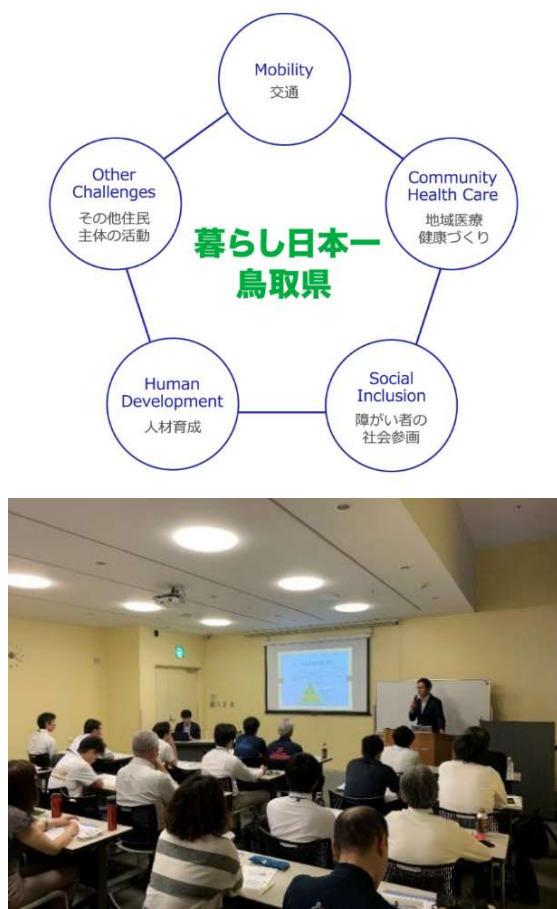 Mobility
交通
Other
Challenges
その他住民
主体の活動
Community
Health Care
地域医療
健康づくり
暮らし日本一
鳥取県
Human
Development
人材育成
Social
Inclusion
障がい者の
社会参画